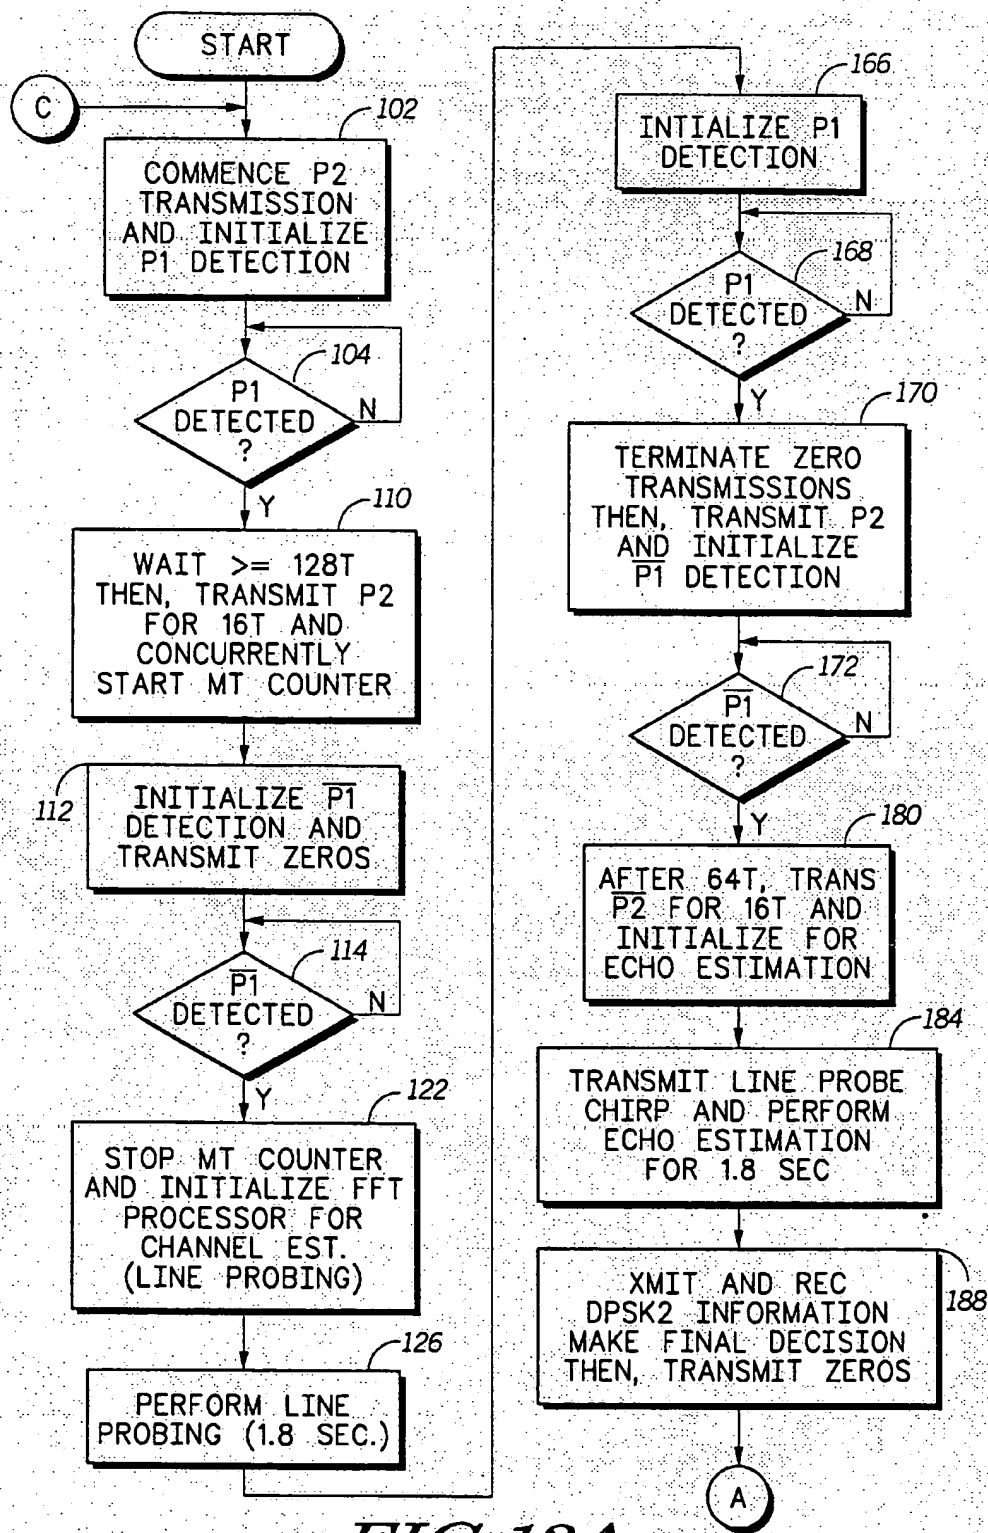 START
C
102
COMMENCE P2
TRANSMISSION
AND INITIALIZE
P1 DETECTION
104
P1
DETECTED
?
N
Y
110
WAIT >= 128T
THEN, TRANSMIT P2
FOR 16T AND
CONCURRENTLY
START MT COUNTER
112
INITIALIZE P̅1̅
DETECTION AND
TRANSMIT ZEROS
114
P̅1̅
DETECTED
?
N
Y
122
STOP MT COUNTER
AND INITIALIZE FFT
PROCESSOR FOR
CHANNEL EST.
(LINE PROBING)
126
PERFORM LINE
PROBING (1.8 SEC.)
166
INTIALIZE P1
DETECTION
168
P1
DETECTED
?
N
Y
170
TERMINATE ZERO
TRANSMISSIONS
THEN, TRANSMIT P2
AND INITIALIZE
P̅1̅ DETECTION
172
P̅1̅
DETECTED
?
N
Y
180
AFTER 64T, TRANS
P̅2̅ FOR 16T AND
INITIALIZE FOR
ECHO ESTIMATION
184
TRANSMIT LINE PROBE
CHIRP AND PERFORM
ECHO ESTIMATION
FOR 1.8 SEC
188
XMIT AND REC
DPSK2 INFORMATION
MAKE FINAL DECISION
THEN, TRANSMIT ZEROS
A